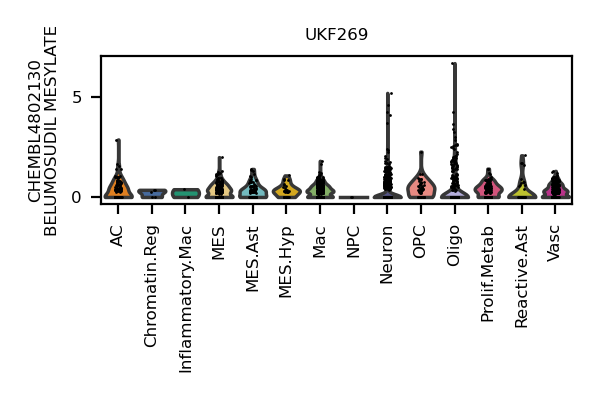 UKF269
CHEMBL4802130
BELUMOSUDIL MESYLATE
5
0
AC
Chromatin.Reg
Inflammatory.Mac
MES
MES.Ast
MES.Hyp
Mac
NPC
Neuron
OPC
Oligo
Prolif.Metab
Reactive.Ast
Vasc